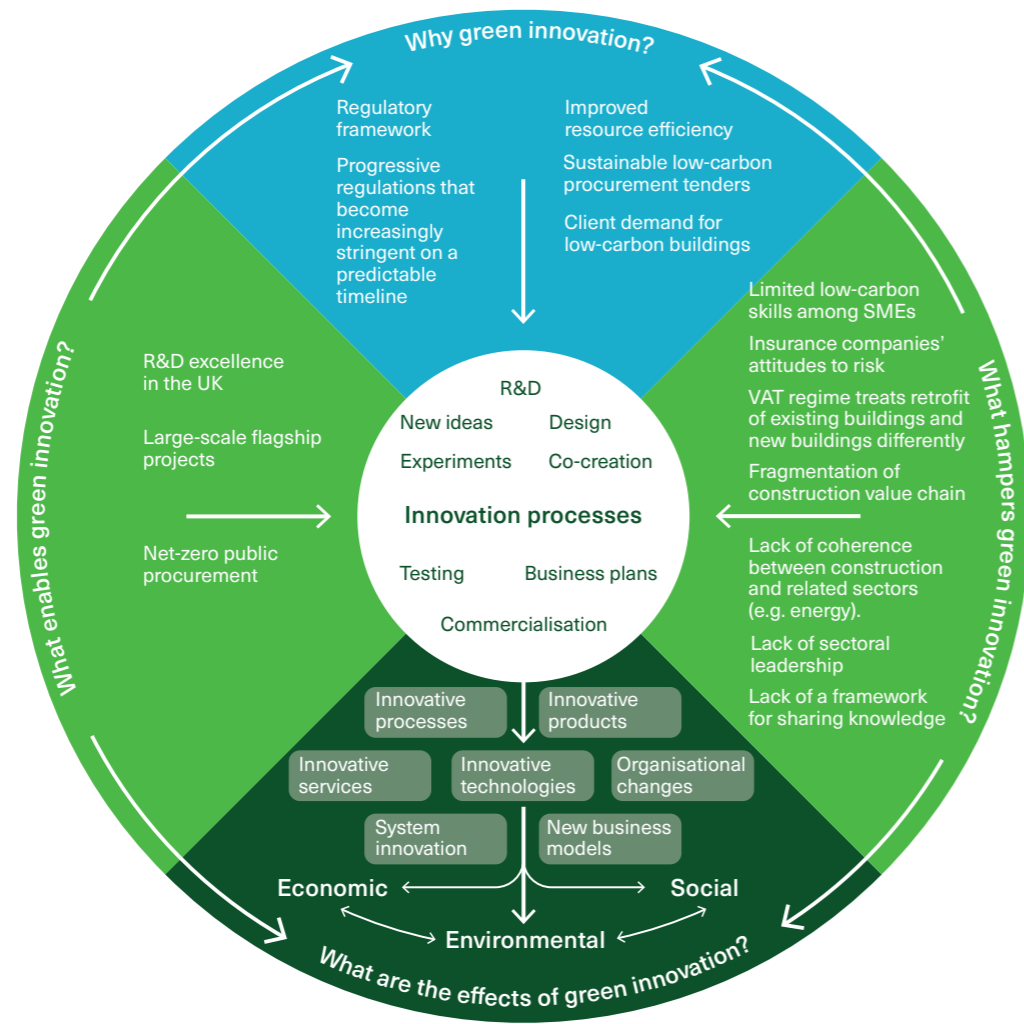 Why green innovation?
Regulatory
framework
Progressive
regulations that
become
increasingly
stringent on a
predictable
timeline
Improved
resource efficiency
Sustainable low-carbon
procurement tenders
Client demand for
low-carbon buildings
What enables green innovation?
R&D excellence
in the UK
Large-scale flagship
projects
Net-zero public
procurement
R&D
New ideas
Design
Experiments
Co-creation
Innovation processes
Testing
Business plans
Commercialisation
What hampers green innovation?
Limited low-carbon
skills among SMEs
Insurance companies’
attitudes to risk
VAT regime treats retrofit
of existing buildings and
new buildings differently
Fragmentation of
construction value chain
Lack of coherence
between construction
and related sectors
(e.g. energy).
Lack of sectoral
leadership
Lack of a framework
for sharing knowledge
Innovative
processes
Innovative
products
Innovative
services
Innovative
technologies
Organisational
changes
System
innovation
New business
models
Economic
Social
Environmental
What are the effects of green innovation?